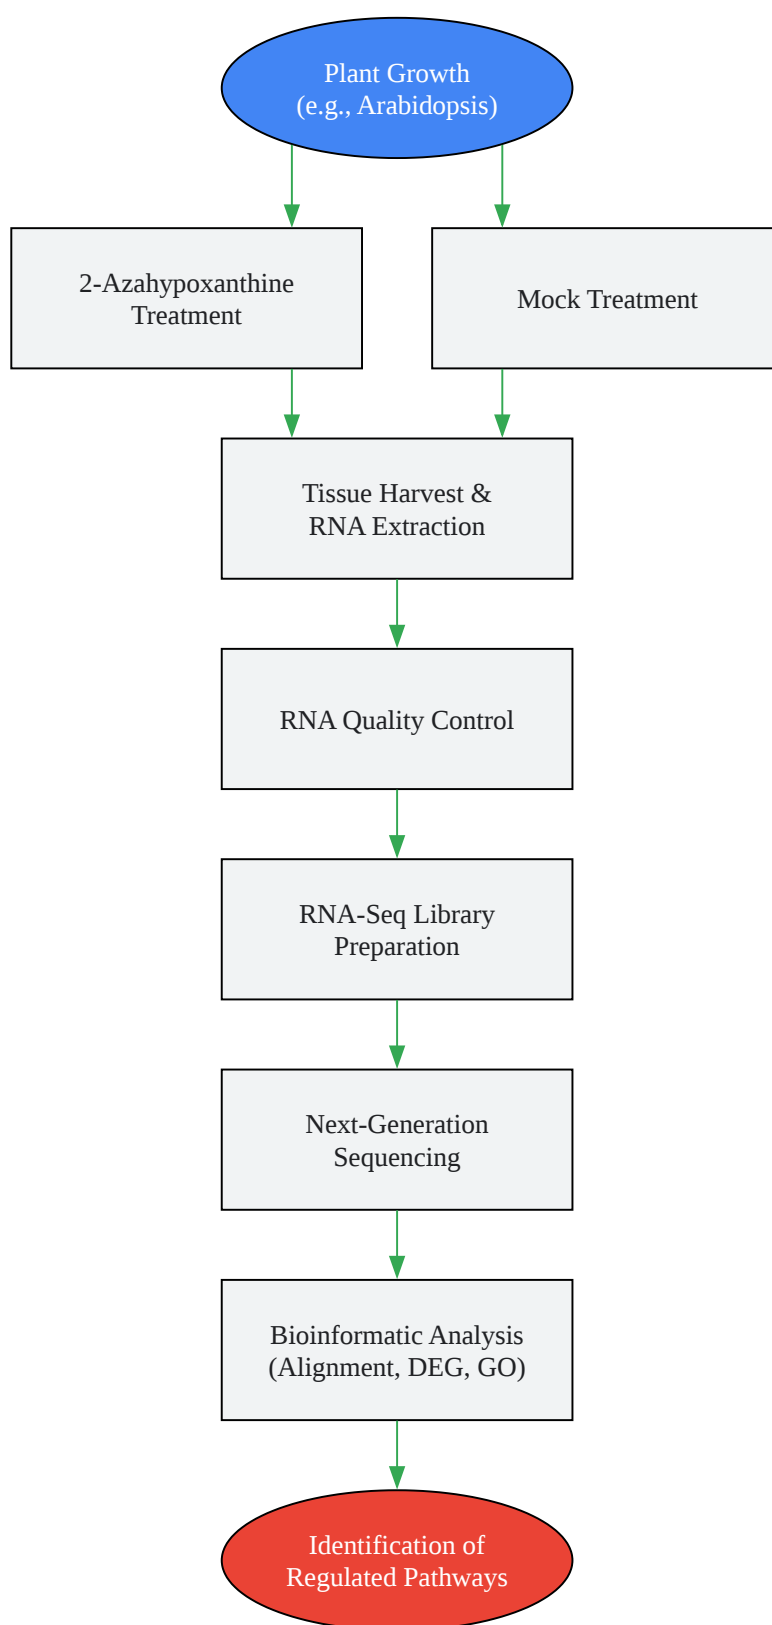 Plant Growth
(e.g., Arabidopsis)
2-Azahypoxanthine
Treatment
Mock Treatment
Tissue Harvest &
RNA Extraction
RNA Quality Control
RNA-Seq Library
Preparation
Next-Generation
Sequencing
Bioinformatic Analysis
(Alignment, DEG, GO)
Identification of
Regulated Pathways